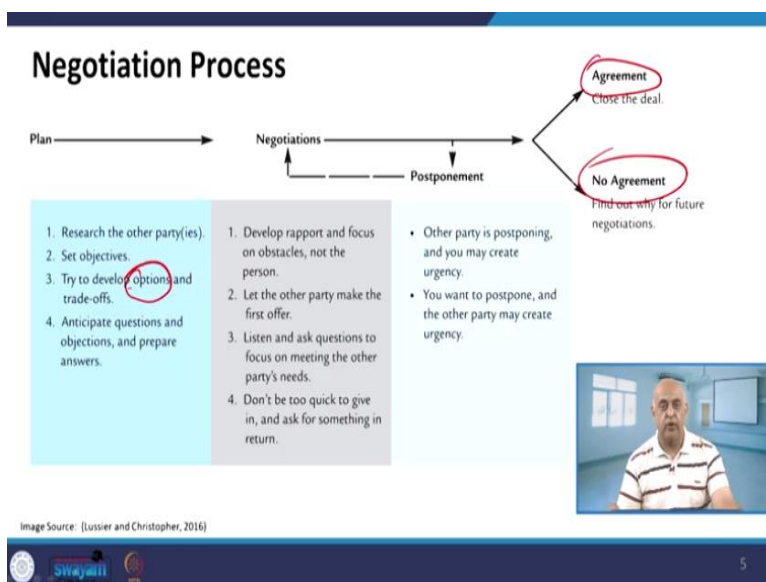 Negotiation Process
Plan
Negotiations
Postponement
Agreement
Close the deal.
No Agreement
Find out why for future
negotiations.
1. Research the other party(ies).
2. Set objectives.
3. Try to develop options and
trade-offs.
4. Anticipate questions and
objections, and prepare
answers.
1. Develop rapport and focus
on obstacles, not the
person.
2. Let the other party make the
first offer.
3. Listen and ask questions to
focus on meeting the other
party's needs.
4. Don't be too quick to give
in, and ask for something in
return.
• Other party is postponing,
and you may create
urgency.
• You want to postpone, and
the other party may create
urgency.
Image Source: (Lussier and Christopher, 2016)
swayam
5